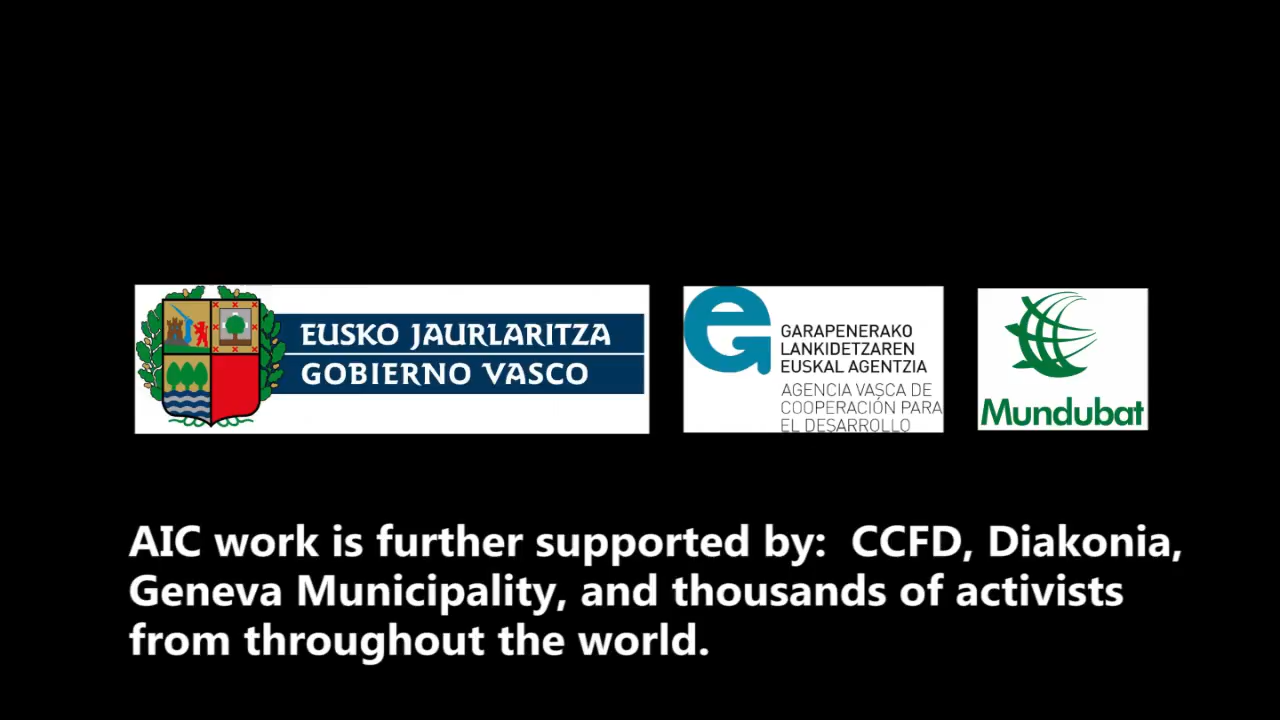 EUSKO JAURLARITZA
GOBIERNO VASCO
GARAPENERAKO
LANKIDETZAREN
EUSKAL AGENTZIA
AGENCIA VASCA DE
COOPERACIÓN PARA
EL DESARROLLO
Mundubat
AIC work is further supported by:  CCFD, Diakonia,
Geneva Municipality, and thousands of activists
from throughout the world.